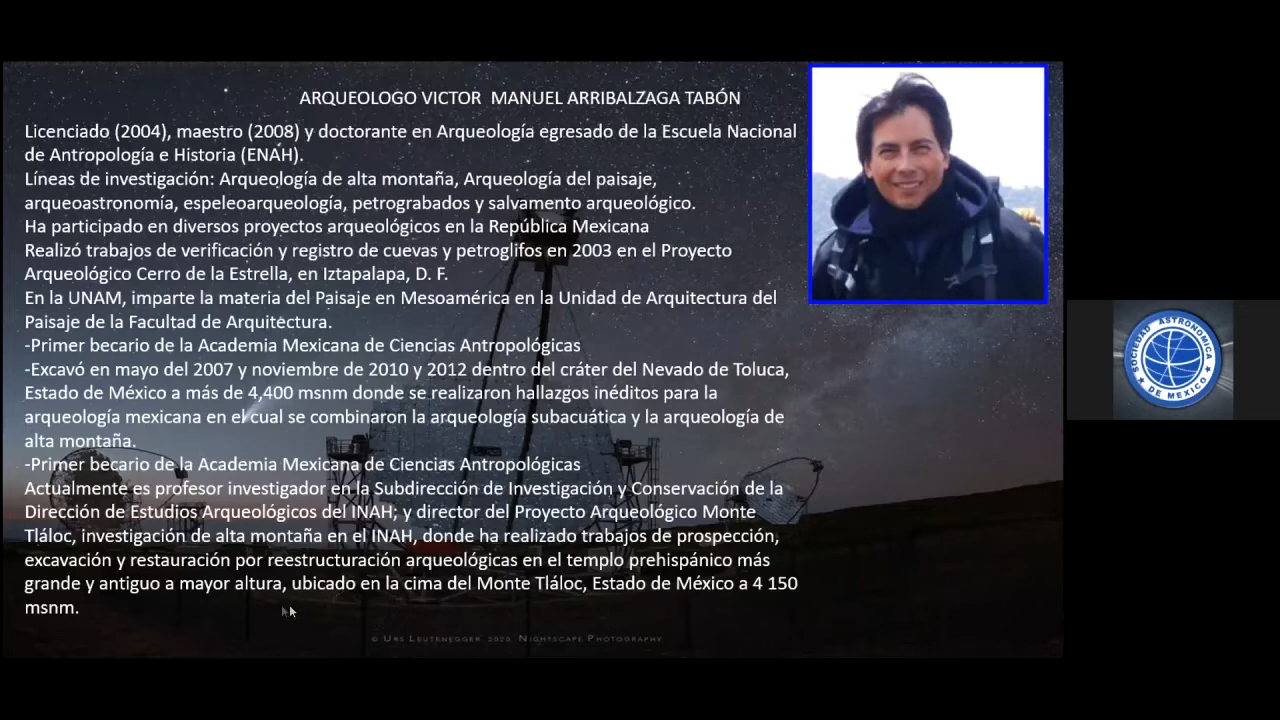 ARQUEOLOGO VICTOR MANUEL ARRIBALZAGA TABÓN
Licenciado (2004), maestro (2008) y doctorante en Arqueología egresado de la Escuela Nacional
de Antropología e Historia (ENAH).
Líneas de investigación: Arqueología de alta montaña, Arqueología del paisaje,
arqueoastronomía, espeleoarqueología, petrograbados y salvamento arqueológico.
Ha participado en diversos proyectos arqueológicos en la República Mexicana
Realizó trabajos de verificación y registro de cuevas y petroglifos en 2003 en el Proyecto
Arqueológico Cerro de la Estrella, en Iztapalapa, D. F.
En la UNAM, imparte la materia del Paisaje en Mesoamérica en la Unidad de Arquitectura del
Paisaje de la Facultad de Arquitectura.
-Primer becario de la Academia Mexicana de Ciencias Antropológicas
-Excavó en mayo del 2007 y noviembre de 2010 y 2012 dentro del cráter del Nevado de Toluca,
Estado de México a más de 4,400 msnm donde se realizaron hallazgos inéditos para la
arqueología mexicana en el cual se combinaron la arqueología subacuática y la arqueología de
alta montaña.
-Primer becario de la Academia Mexicana de Ciencias Antropológicas
Actualmente es profesor investigador en la Subdirección de Investigación y Conservación de la
Dirección de Estudios Arqueológicos del INAH; y director del Proyecto Arqueológico Monte
Tláloc, investigación de alta montaña en el INAH, donde ha realizado trabajos de prospección,
excavación y restauración por reestructuración arqueológicas en el templo prehispánico más
grande y antiguo a mayor altura, ubicado en la cima del Monte Tláloc, Estado de México a 4 150
msnm.
© URS LEUTENEGGER 2020 NIGHTSCAPE PHOTOGRAPHY
SOCIEDAD ASTRONOMICA
★ DE MEXICO ★